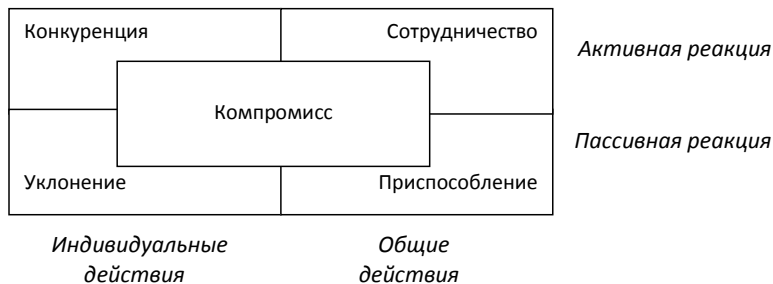 Конкуренция
Сотрудничество
Активная реакция
Компромисс
Пассивная реакция
Уклонение
Приспособление
Индивидуальные
действия
Общие
действия